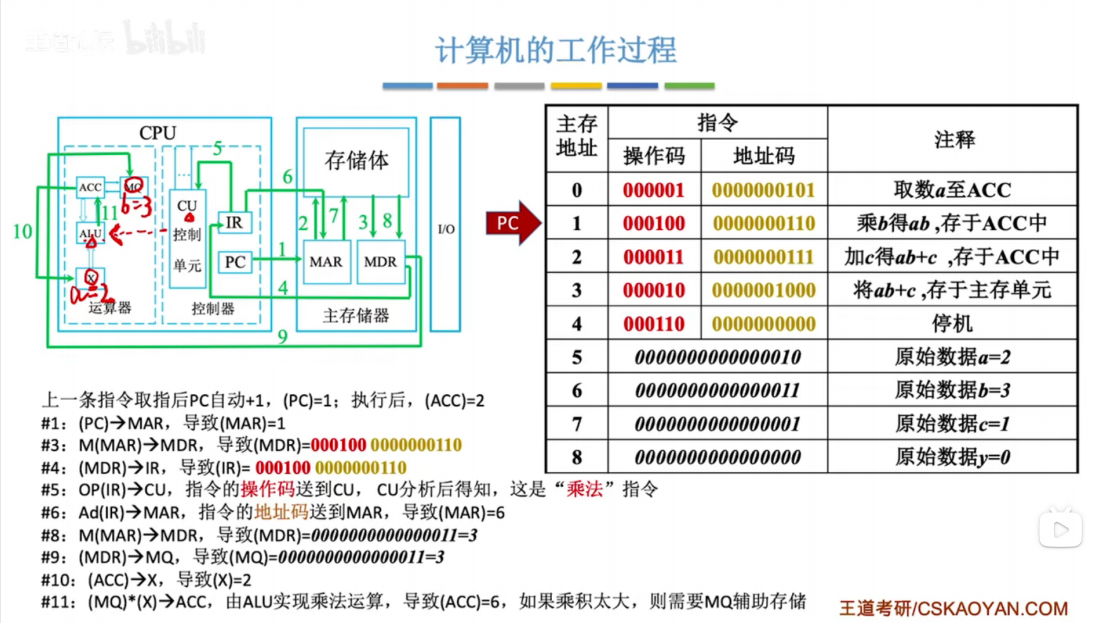 bilibili
计算机的工作过程
CPU
ACC
MQ
b=3
ALU
X
a=2
运算器
CU
控制
单元
IR
PC
控制器
存储体
MAR
MDR
主存储器
I/O
1
2
3
4
5
6
7
8
9
10
11
PC
主存地址 指令 注释
操作码 地址码
0 000001 0000000101 取数a至ACC
1 000100 0000000110 乘b得ab ,存于ACC中
2 000011 0000000111 加c得ab+c ,存于ACC中
3 000010 0000001000 将ab+c ,存于主存单元
4 000110 0000000000 停机
5 0000000000000010 原始数据a=2
6 0000000000000011 原始数据b=3
7 0000000000000001 原始数据c=1
8 0000000000000000 原始数据y=0
上一条指令取指后PC自动+1，(PC)=1；执行后，(ACC)=2
#1：(PC)→MAR，导致(MAR)=1
#3：M(MAR)→MDR，导致(MDR)=000100 0000000110
#4：(MDR)→IR，导致(IR)= 000100 0000000110
#5：OP(IR)→CU，指令的操作码送到CU， CU分析后得知，这是“乘法”指令
#6：Ad(IR)→MAR，指令的地址码送到MAR，导致(MAR)=6
#8：M(MAR)→MDR，导致(MDR)=0000000000000011=3
#9：(MDR)→MQ，导致(MQ)=0000000000000011=3
#10：(ACC)→X，导致(X)=2
#11：(MQ)*(X)→ACC，由ALU实现乘法运算，导致(ACC)=6，如果乘积太大，则需要MQ辅助存储
王道考研/CSKAOYAN.COM